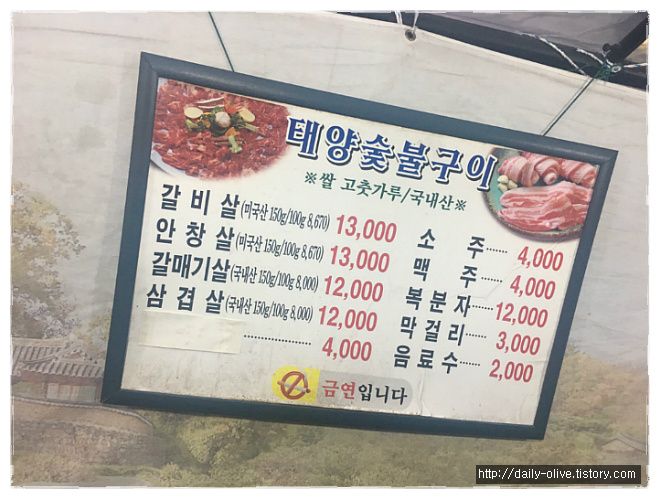 태양숯불구이
※쌀 고춧가루/국내산※
갈비살(미국산 150g/100g 8,670) 13,000
안창살(미국산 150g/100g 8,670) 13,000
갈매기살(국내산 150g/100g 8,000) 12,000
삼겹살(국내산 150g/100g 8,000) 12,000
.................. 4,000
소주...... 4,000
맥주...... 4,000
복분자...... 12,000
막걸리...... 3,000
음료수...... 2,000
금연입니다
http://daily-olive.tistory.com